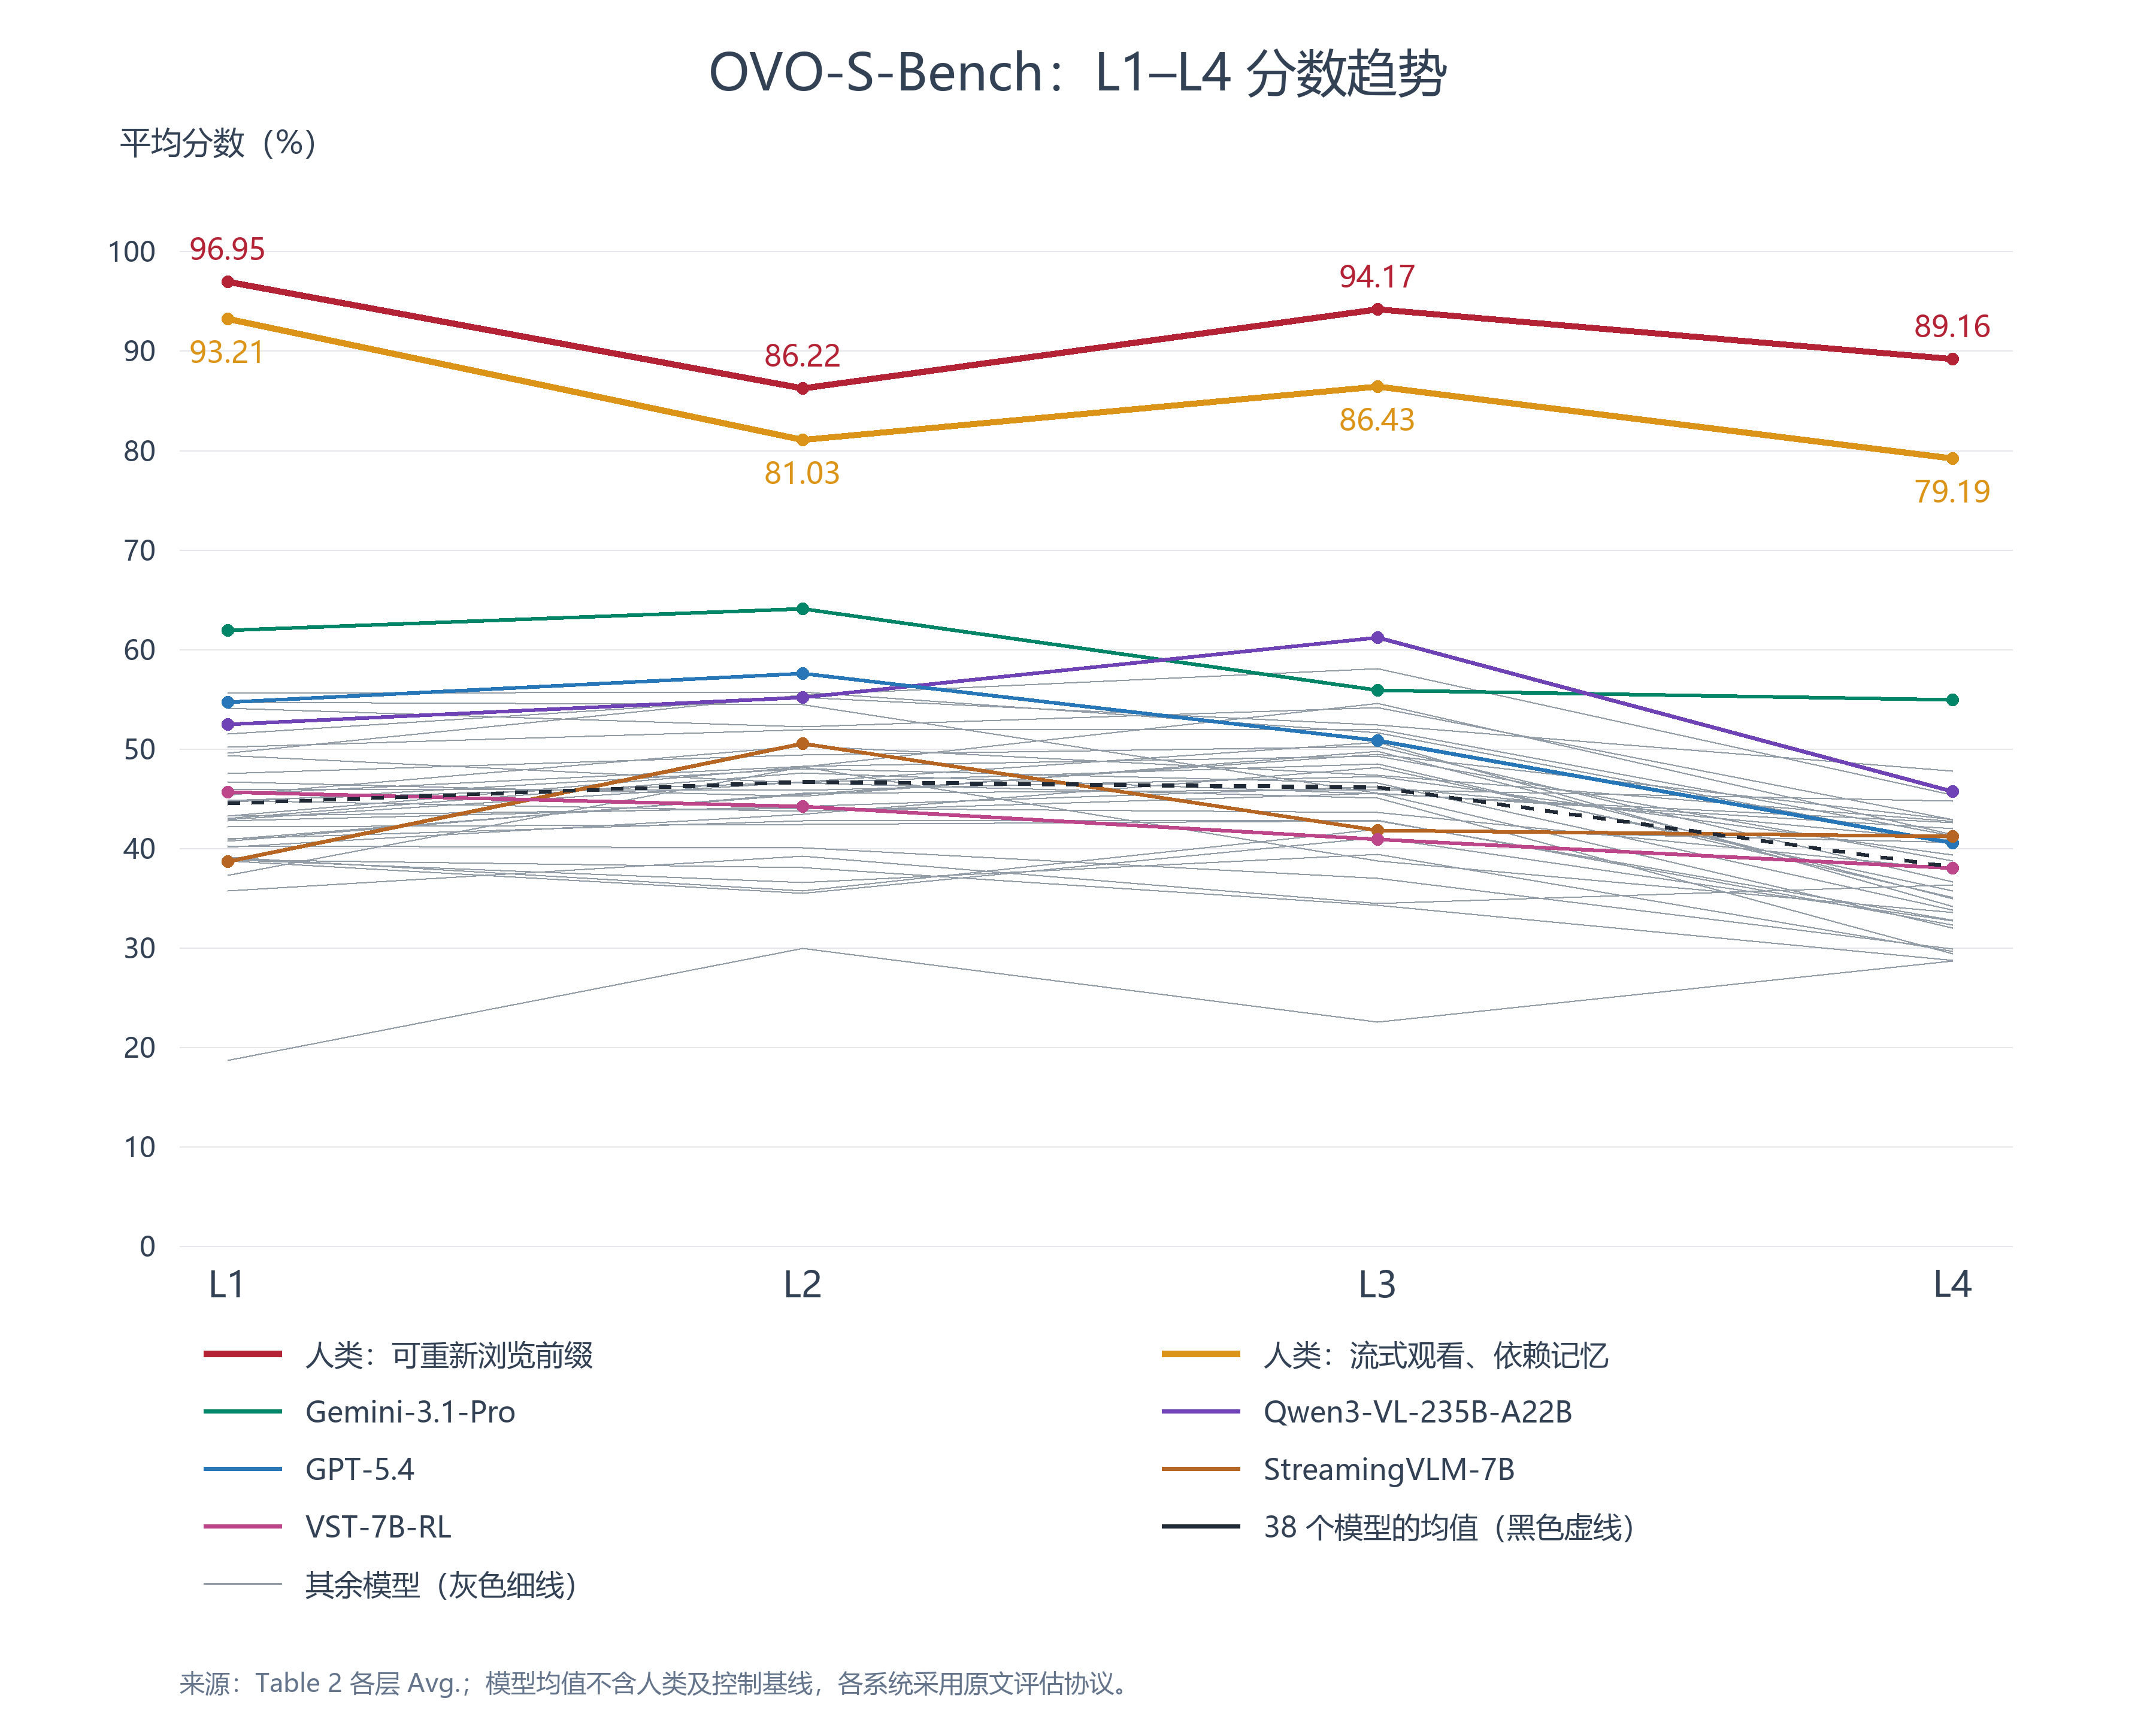 OVO-S-Bench：L1–L4 分数趋势
平均分数（%）
100
90
80
70
60
50
40
30
20
10
0
96.95
86.22
94.17
89.16
93.21
81.03
86.43
79.19
L1
L2
L3
L4
人类：可重新浏览前缀
人类：流式观看、依赖记忆
Gemini-3.1-Pro
Qwen3-VL-235B-A22B
GPT-5.4
StreamingVLM-7B
VST-7B-RL
38 个模型的均值（黑色虚线）
其余模型（灰色细线）
来源：Table 2 各层 Avg.；模型均值不含人类及控制基线，各系统采用原文评估协议。